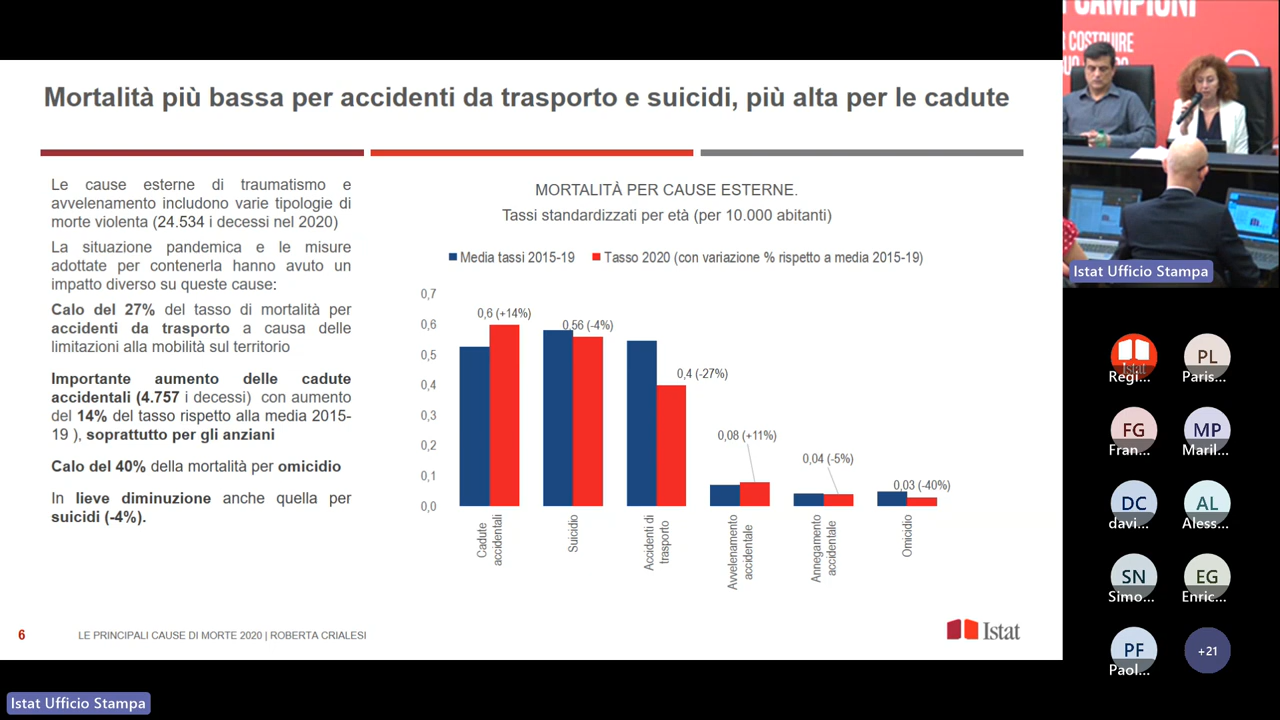 Mortalità più bassa per accidenti da trasporto e suicidi, più alta per le cadute
Le cause esterne di traumatismo e
avvelenamento includono varie tipologie di
morte violenta (24.534 i decessi nel 2020)
La situazione pandemica e le misure
adottate per contenerla hanno avuto un
impatto diverso su queste cause:
Calo del 27% del tasso di mortalità per
accidenti da trasporto a causa delle
limitazioni alla mobilità sul territorio
Importante aumento delle cadute
accidentali (4.757 i decessi) con aumento
del 14% del tasso rispetto alla media 2015-
19 ), soprattutto per gli anziani
Calo del 40% della mortalità per omicidio
In lieve diminuzione anche quella per
suicidi (-4%).
MORTALITÀ PER CAUSE ESTERNE.
Tassi standardizzati per età (per 10.000 abitanti)
Media tassi 2015-19 Tasso 2020 (con variazione % rispetto a media 2015-19)
0,7
0,6
0,5
0,4
0,3
0,2
0,1
0,0
0,6 (+14%)
0,56 (-4%)
0,4 (-27%)
0,08 (+11%)
0,04 (-5%)
0,03 (-40%)
Cadute
accidentali
Suicidio
Accidenti di
trasporto
Avvelenamento
accidentale
Annegamento
accidentale
Omicidio
6
LE PRINCIPALI CAUSE DI MORTE 2020 | ROBERTA CRIALESI
Istat
Istat Ufficio Stampa
CAMPIONI
COSTRUIRE
Istat Ufficio Stampa
Istat
Regi...
PL
Paris...
FG
Fran...
MP
Maril...
DC
davi...
AL
Aless...
SN
Simo...
EG
Enric...
PF
Paol...
+21